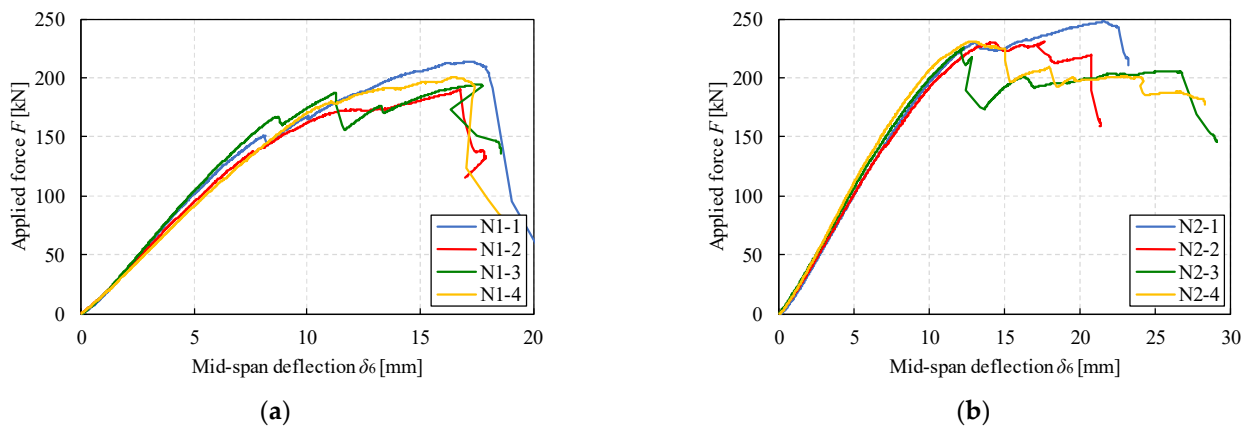 250
200
150
100
50
0
Applied force F [kN]
0 5 10 15 20
Mid-span deflection δ6 [mm]
N1-1
N1-2
N1-3
N1-4
(a)
250
200
150
100
50
0
Applied force F [kN]
0 5 10 15 20 25 30
Mid-span deflection δ6 [mm]
N2-1
N2-2
N2-3
N2-4
(b)